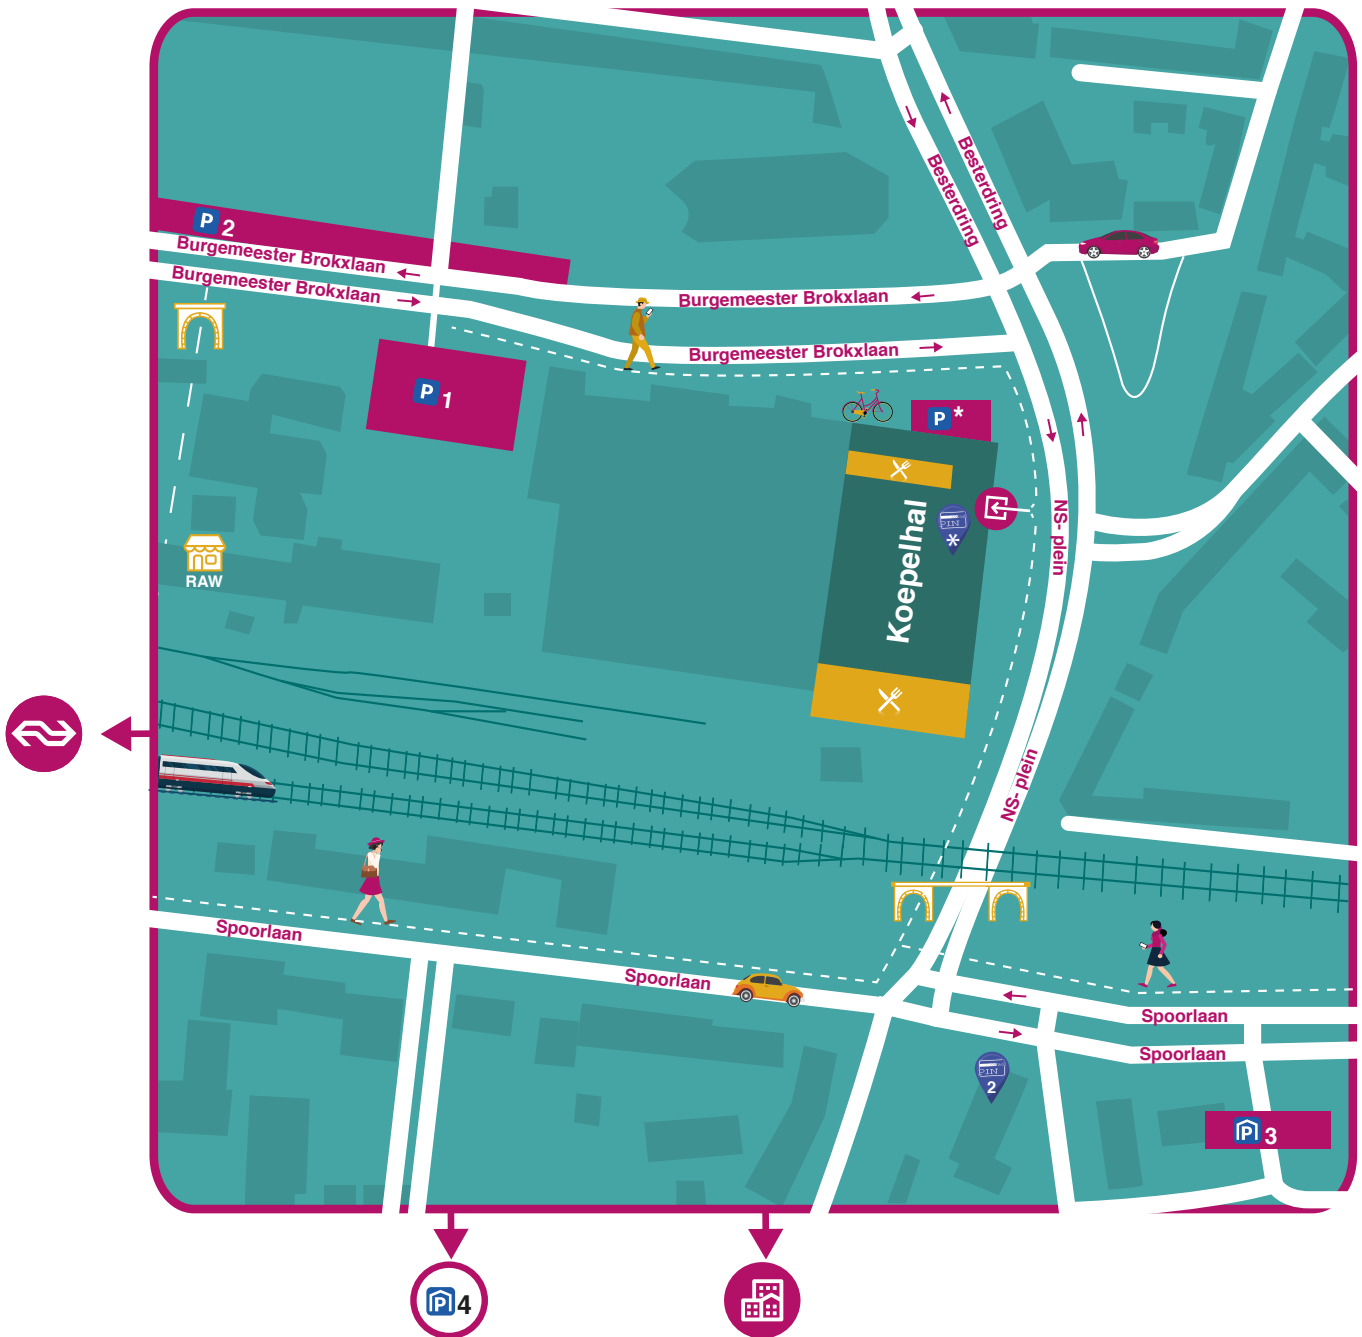 Besterdring
Besterdring
P 2
Burgemeester Brokxlaan
Burgemeester Brokxlaan
Burgemeester Brokxlaan
Burgemeester Brokxlaan
P 1
P *
Koepelhal
PIN
*
NS- plein
RAW
NS- plein
Spoorlaan
Spoorlaan
Spoorlaan
Spoorlaan
PIN
2
P 3
P 4